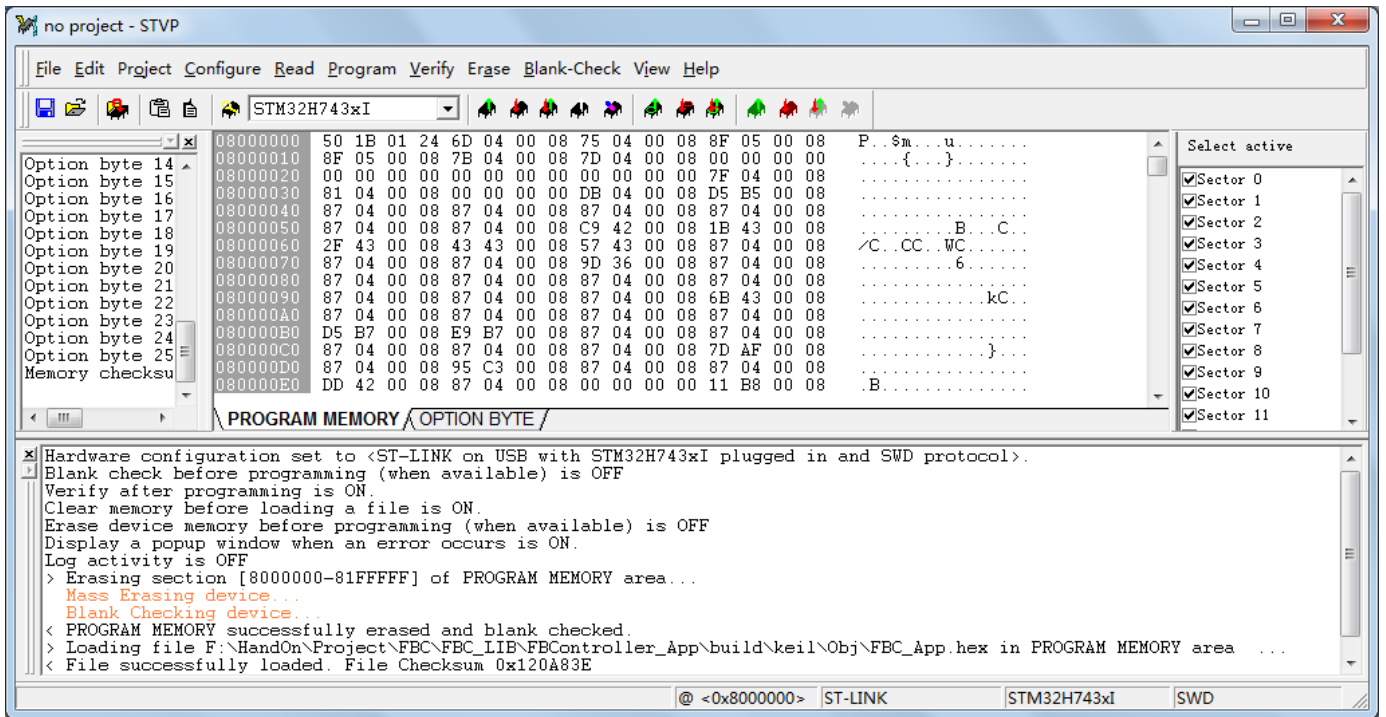 no project - STVP
File Edit Project Configure Read Program Verify Erase Blank-Check View Help
STM32H743xI
Option byte 14
Option byte 15
Option byte 16
Option byte 17
Option byte 18
Option byte 19
Option byte 20
Option byte 21
Option byte 22
Option byte 23
Option byte 24
Option byte 25
Memory checksu
08000000 50 1B 01 24 6D 04 00 08 75 04 00 08 8F 05 00 08 P..$m...u.......
08000010 8F 05 00 08 7B 04 00 08 7D 04 00 08 00 00 00 00 ....{...}.......
08000020 00 00 00 00 00 00 00 00 00 00 00 00 7F 04 00 08 ................
08000030 81 04 00 08 00 00 00 00 DB 04 00 08 D5 B5 00 08 ................
08000040 87 04 00 08 87 04 00 08 87 04 00 08 87 04 00 08 ................
08000050 87 04 00 08 87 04 00 08 C9 42 00 08 1B 43 00 08 .........B...C..
08000060 2F 43 00 08 43 43 00 08 57 43 00 08 87 04 00 08 /C..CC..WC......
08000070 87 04 00 08 87 04 00 08 9D 36 00 08 87 04 00 08 .........6......
08000080 87 04 00 08 87 04 00 08 87 04 00 08 87 04 00 08 ................
08000090 87 04 00 08 87 04 00 08 87 04 00 08 6B 43 00 08 ............kC..
080000A0 87 04 00 08 87 04 00 08 87 04 00 08 87 04 00 08 ................
080000B0 D5 B7 00 08 E9 B7 00 08 87 04 00 08 87 04 00 08 ................
080000C0 87 04 00 08 87 04 00 08 87 04 00 08 7D AF 00 08 ............}...
080000D0 87 04 00 08 95 C3 00 08 87 04 00 08 87 04 00 08 ................
080000E0 DD 42 00 08 87 04 00 08 00 00 00 00 11 B8 00 08 .B..............
PROGRAM MEMORY OPTION BYTE
Select active
Sector 0
Sector 1
Sector 2
Sector 3
Sector 4
Sector 5
Sector 6
Sector 7
Sector 8
Sector 9
Sector 10
Sector 11
Hardware configuration set to <ST-LINK on USB with STM32H743xI plugged in and SWD protocol>.
Blank check before programming (when available) is OFF
Verify after programming is ON.
Clear memory before loading a file is ON.
Erase device memory before programming (when available) is OFF
Display a popup window when an error occurs is ON.
Log activity is OFF
> Erasing section [8000000-81FFFFF] of PROGRAM MEMORY area...
Mass Erasing device...
Blank Checking device...
< PROGRAM MEMORY successfully erased and blank checked.
> Loading file F:\HandOn\Project\FBC\FBC_LIB\FBController_App\build\keil\Obj\FBC_App.hex in PROGRAM MEMORY area ...
< File successfully loaded. File Checksum 0x120A83E
@ <0x8000000> ST-LINK STM32H743xI SWD